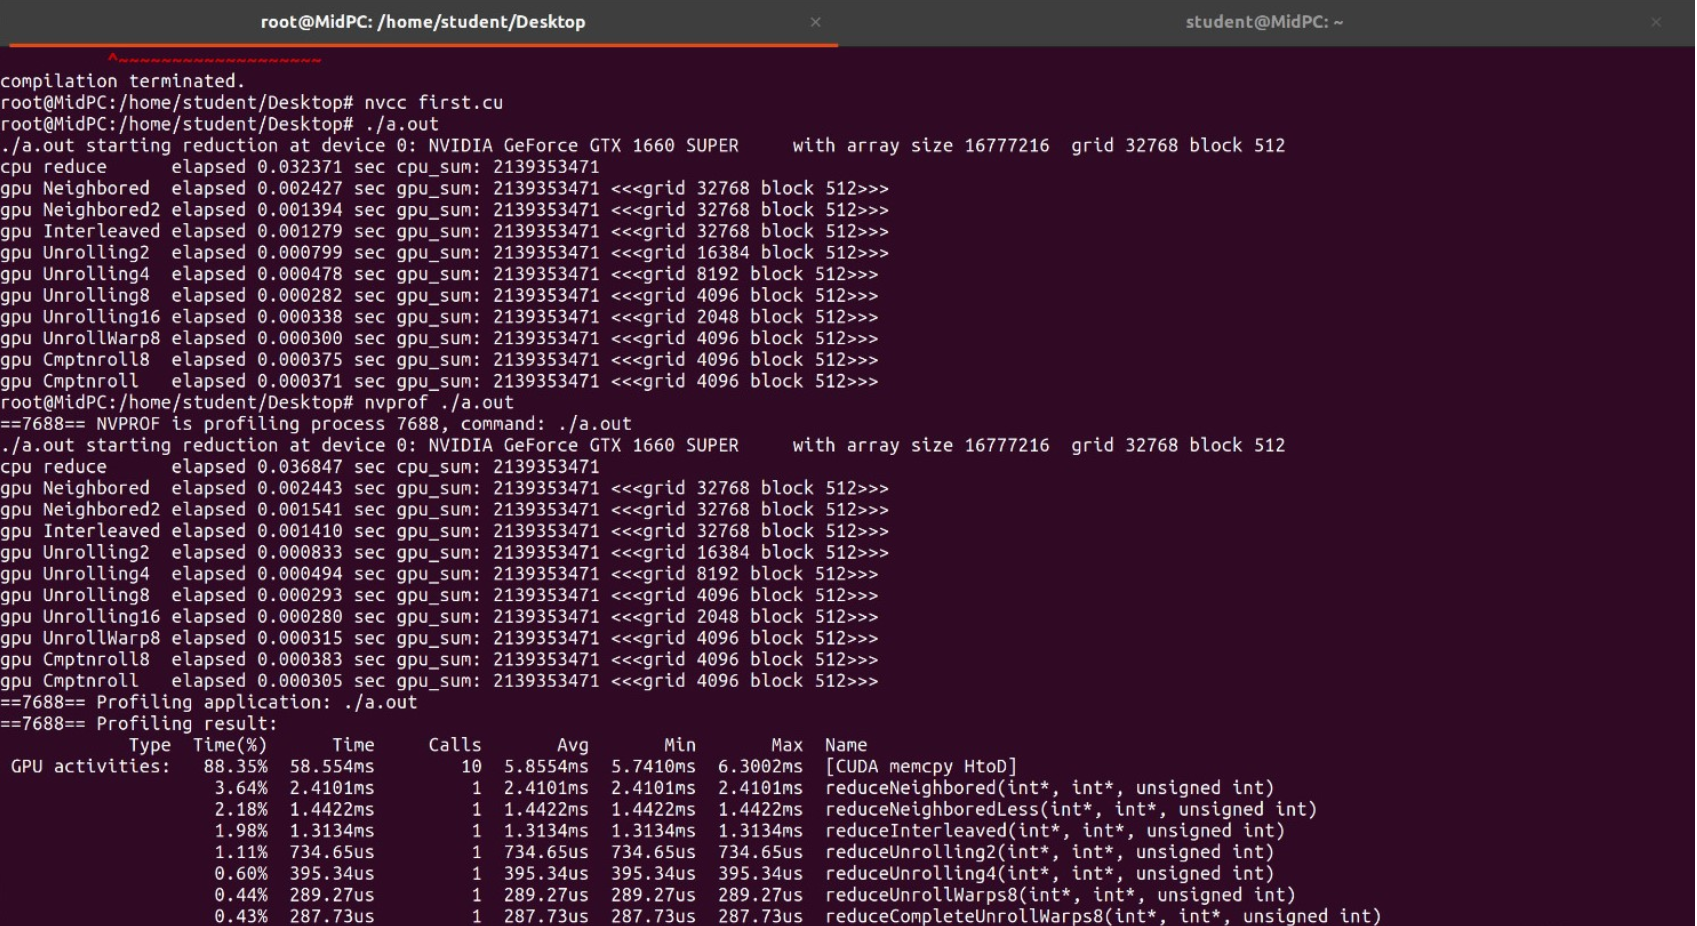 root@MidPC: /home/student/Desktop × student@MidPC: ~ ×
^~~~~~~~~~~~~~~~~~~
compilation terminated.
root@MidPC:/home/student/Desktop# nvcc first.cu
root@MidPC:/home/student/Desktop# ./a.out
./a.out starting reduction at device 0: NVIDIA GeForce GTX 1660 SUPER     with array size 16777216  grid 32768 block 512
cpu reduce      elapsed 0.032371 sec cpu_sum: 2139353471
gpu Neighbored  elapsed 0.002427 sec gpu_sum: 2139353471 <<<grid 32768 block 512>>>
gpu Neighbored2 elapsed 0.001394 sec gpu_sum: 2139353471 <<<grid 32768 block 512>>>
gpu Interleaved elapsed 0.001279 sec gpu_sum: 2139353471 <<<grid 32768 block 512>>>
gpu Unrolling2  elapsed 0.000799 sec gpu_sum: 2139353471 <<<grid 16384 block 512>>>
gpu Unrolling4  elapsed 0.000478 sec gpu_sum: 2139353471 <<<grid 8192 block 512>>>
gpu Unrolling8  elapsed 0.000282 sec gpu_sum: 2139353471 <<<grid 4096 block 512>>>
gpu Unrolling16 elapsed 0.000338 sec gpu_sum: 2139353471 <<<grid 2048 block 512>>>
gpu UnrollWarp8 elapsed 0.000300 sec gpu_sum: 2139353471 <<<grid 4096 block 512>>>
gpu Cmptnroll8  elapsed 0.000375 sec gpu_sum: 2139353471 <<<grid 4096 block 512>>>
gpu Cmptnroll   elapsed 0.000371 sec gpu_sum: 2139353471 <<<grid 4096 block 512>>>
root@MidPC:/home/student/Desktop# nvprof ./a.out
==7688== NVPROF is profiling process 7688, command: ./a.out
./a.out starting reduction at device 0: NVIDIA GeForce GTX 1660 SUPER     with array size 16777216  grid 32768 block 512
cpu reduce      elapsed 0.036847 sec cpu_sum: 2139353471
gpu Neighbored  elapsed 0.002443 sec gpu_sum: 2139353471 <<<grid 32768 block 512>>>
gpu Neighbored2 elapsed 0.001541 sec gpu_sum: 2139353471 <<<grid 32768 block 512>>>
gpu Interleaved elapsed 0.001410 sec gpu_sum: 2139353471 <<<grid 32768 block 512>>>
gpu Unrolling2  elapsed 0.000833 sec gpu_sum: 2139353471 <<<grid 16384 block 512>>>
gpu Unrolling4  elapsed 0.000494 sec gpu_sum: 2139353471 <<<grid 8192 block 512>>>
gpu Unrolling8  elapsed 0.000293 sec gpu_sum: 2139353471 <<<grid 4096 block 512>>>
gpu Unrolling16 elapsed 0.000280 sec gpu_sum: 2139353471 <<<grid 2048 block 512>>>
gpu UnrollWarp8 elapsed 0.000315 sec gpu_sum: 2139353471 <<<grid 4096 block 512>>>
gpu Cmptnroll8  elapsed 0.000383 sec gpu_sum: 2139353471 <<<grid 4096 block 512>>>
gpu Cmptnroll   elapsed 0.000305 sec gpu_sum: 2139353471 <<<grid 4096 block 512>>>
==7688== Profiling application: ./a.out
==7688== Profiling result:
Type  Time(%)      Time     Calls       Avg       Min       Max  Name
GPU activities:   88.35%  58.554ms        10  5.8554ms  5.7410ms  6.3002ms  [CUDA memcpy HtoD]
3.64%  2.4101ms         1  2.4101ms  2.4101ms  2.4101ms  reduceNeighbored(int*, int*, unsigned int)
2.18%  1.4422ms         1  1.4422ms  1.4422ms  1.4422ms  reduceNeighboredLess(int*, int*, unsigned int)
1.98%  1.3134ms         1  1.3134ms  1.3134ms  1.3134ms  reduceInterleaved(int*, int*, unsigned int)
1.11%  734.65us         1  734.65us  734.65us  734.65us  reduceUnrolling2(int*, int*, unsigned int)
0.60%  395.34us         1  395.34us  395.34us  395.34us  reduceUnrolling4(int*, int*, unsigned int)
0.44%  289.27us         1  289.27us  289.27us  289.27us  reduceUnrollWarps8(int*, int*, unsigned int)
0.43%  287.73us         1  287.73us  287.73us  287.73us  reduceCompleteUnrollWarps8(int*, int*, unsigned int)